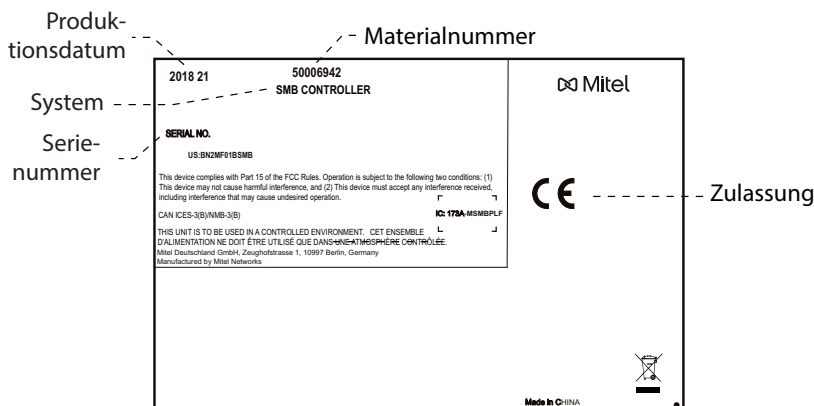 Produk-
tionsdatum
Materialnummer
2018 21
50006942
System
SMB CONTROLLER
Mitel
Serie-
nummer
SERIAL NO.
US:BN2MF01BSMB
This device complies with Part 15 of the FCC Rules. Operation is subject to the following two conditions: (1)
This device may not cause harmful interference, and (2) This device must accept any interference received,
including interference that may cause undesired operation.
CAN ICES-3(B)/NMB-3(B)
IC: 173A-MSMBPLF
THIS UNIT IS TO BE USED IN A CONTROLLED ENVIRONMENT. CET ENSEMBLE
D'ALIMENTATION NE DOIT ÊTRE UTILISÉ QUE DANS UNE ATMOSPHÈRE CONTRÔLÉE.
Mitel Deutschland GmbH, Zeughofstrasse 1, 10997 Berlin, Germany
Manufactured by Mitel Networks
CE
Zulassung
Made in CHINA